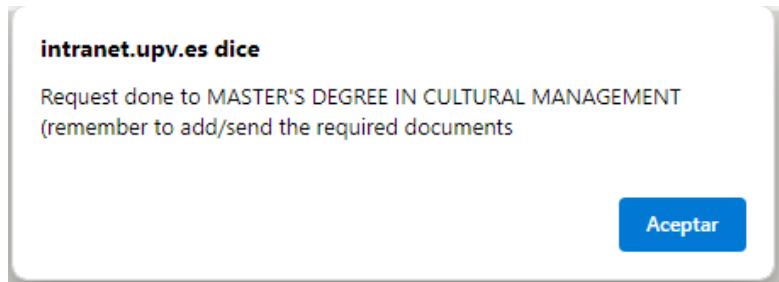 intranet.upv.es dice
Request done to MASTER'S DEGREE IN CULTURAL MANAGEMENT
(remember to add/send the required documents
Aceptar